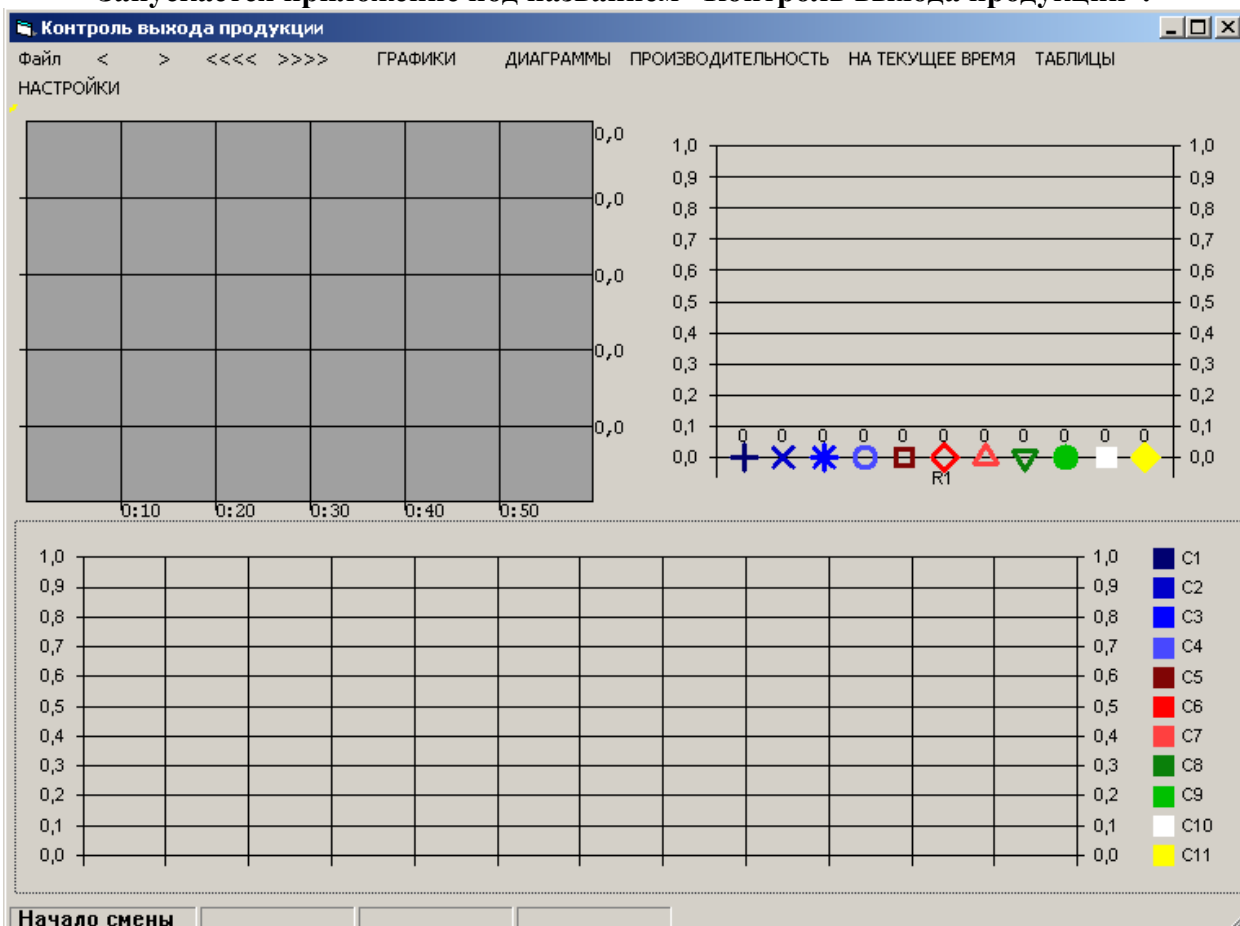 Запускается приложение под названием "Контроль выхода продукции".
Контроль выхода продукции
Файл < > <<<< >>>> ГРАФИКИ ДИАГРАММЫ ПРОИЗВОДИТЕЛЬНОСТЬ НА ТЕКУЩЕЕ ВРЕМЯ ТАБЛИЦЫ
НАСТРОЙКИ
0,0
0,0
0,0
0,0
0,0
0:10 0:20 0:30 0:40 0:50
1,0 1,0
0,9 0,9
0,8 0,8
0,7 0,7
0,6 0,6
0,5 0,5
0,4 0,4
0,3 0,3
0,2 0,2
0,1 0 0 0 0 0 0 0 0 0 0 0 0,1
0,0 0,0
R1
1,0 1,0 C1
0,9 0,9 C2
0,8 0,8 C3
0,7 0,7 C4
0,6 0,6 C5
0,5 0,5 C6
0,4 0,4 C7
0,3 0,3 C8
0,2 0,2 C9
0,1 0,1 C10
0,0 0,0 C11
Начало смены